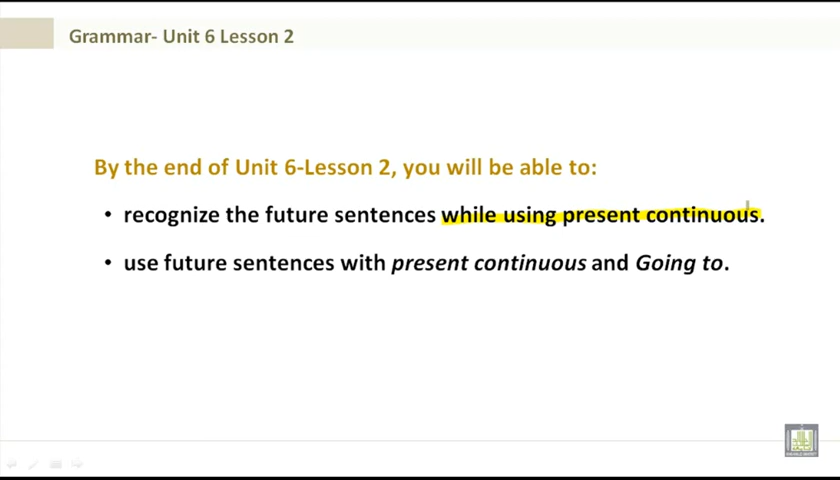 Grammar- Unit 6 Lesson 2
By the end of Unit 6-Lesson 2, you will be able to:
• recognize the future sentences while using present continuous.
• use future sentences with present continuous and Going to.